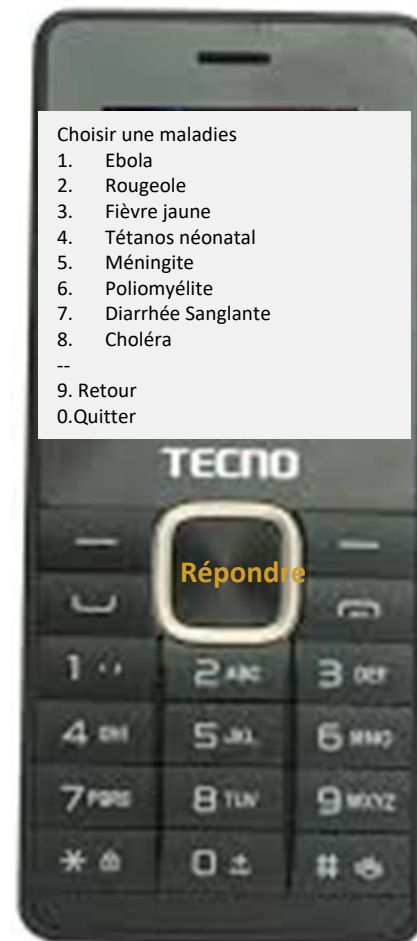 Choisir une maladies
1. Ebola
2. Rougeole
3. Fièvre jaune
4. Tétanos néonatal
5. Méningite
6. Poliomyélite
7. Diarrhée Sanglante
8. Choléra
--
9. Retour
0.Quitter
TECNO
Répondre
1
2 ABC 3 DEF
4 GHI 5 JKL 6 MNO
7 PQRS 8 TUV 9 WXYZ
* 0 #